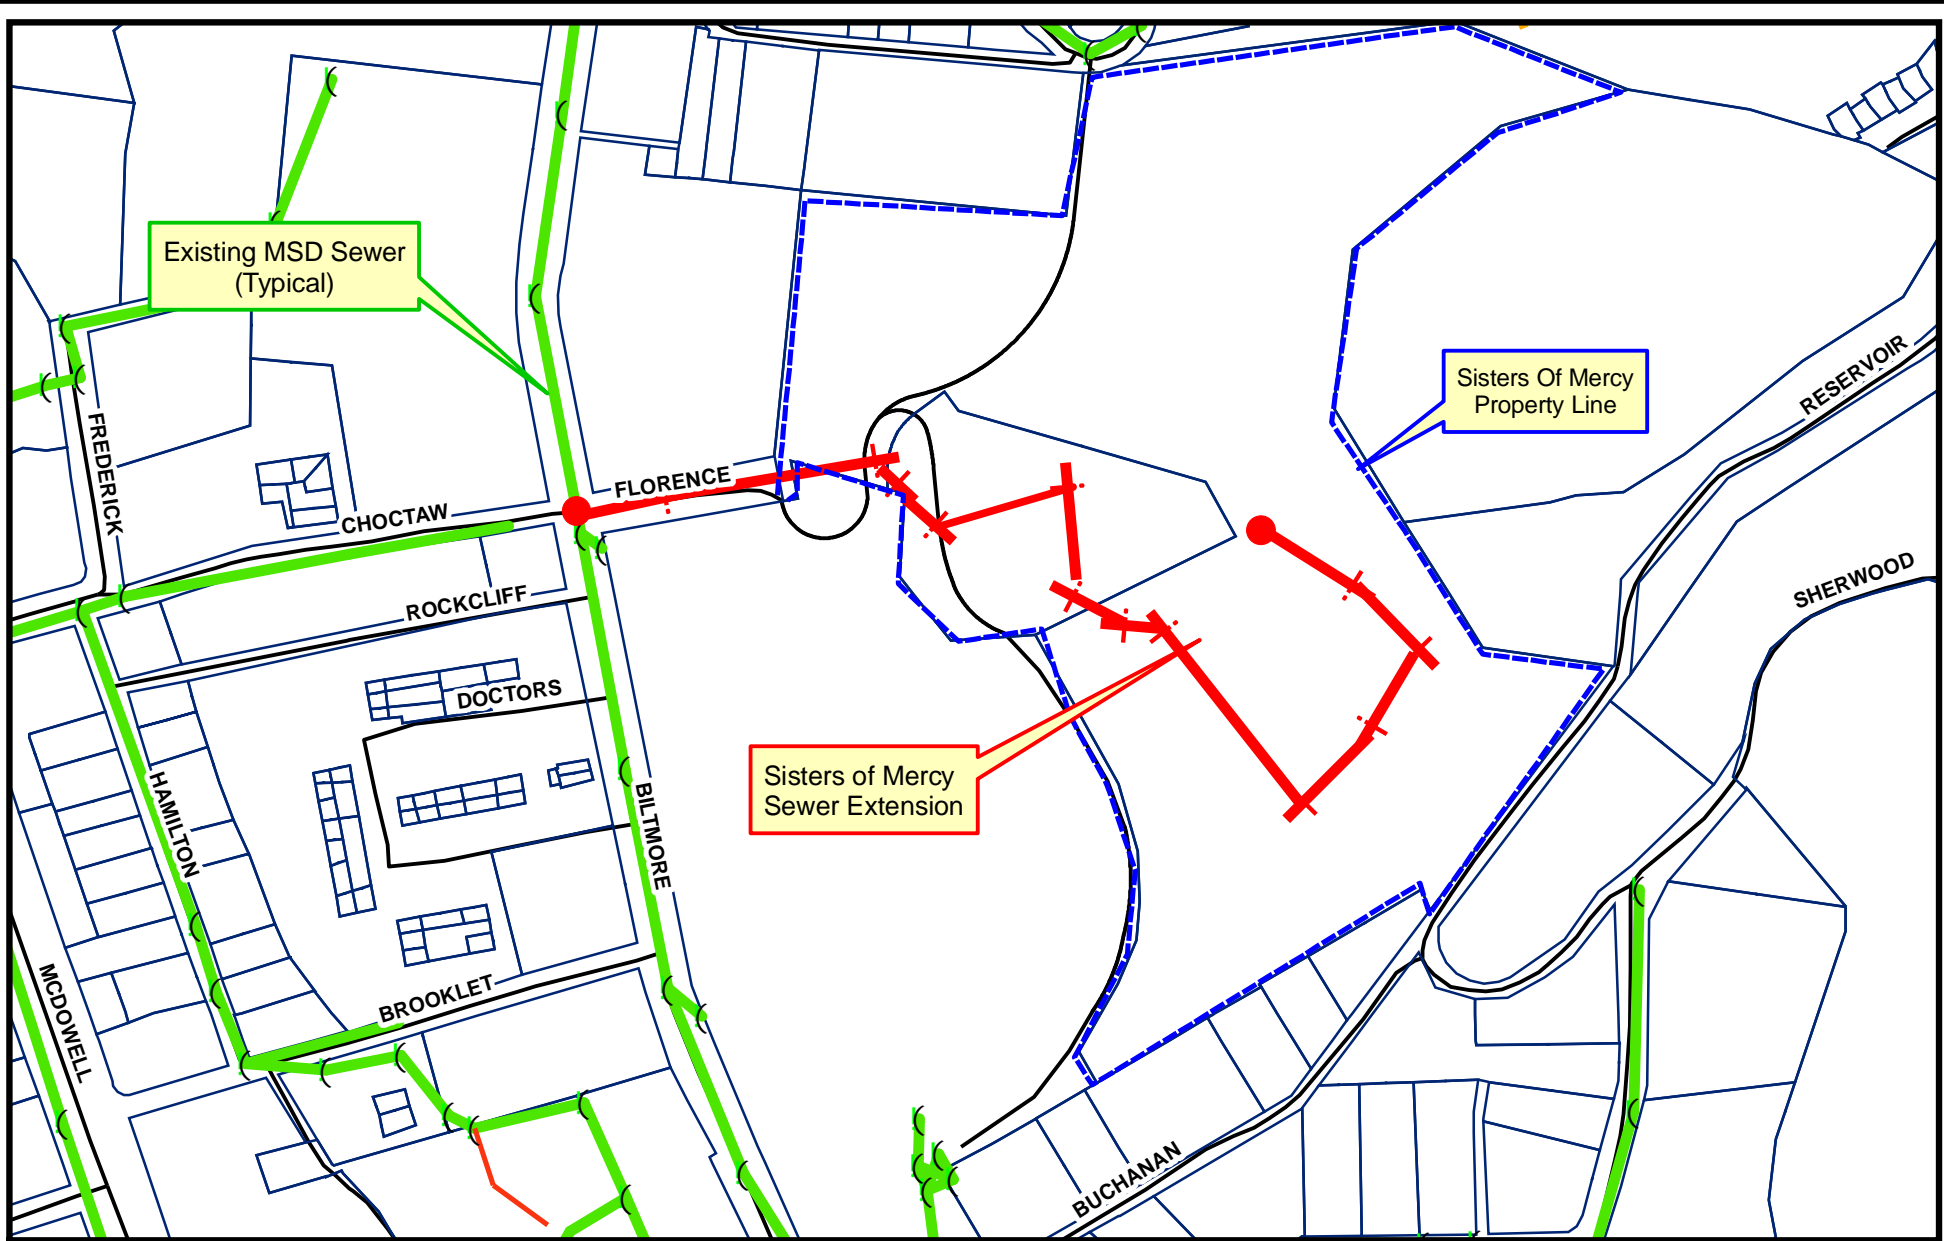 Existing MSD Sewer
(Typical)
Sisters Of Mercy
Property Line
RESERVOIR
FREDERICK
FLORENCE
CHOCTAW
SHERWOOD
ROCKCLIFF
DOCTORS
Sisters of Mercy
Sewer Extension
HAMILTON
BILTMORE
MCDOWELL
BROOKLET
BUCHANAN